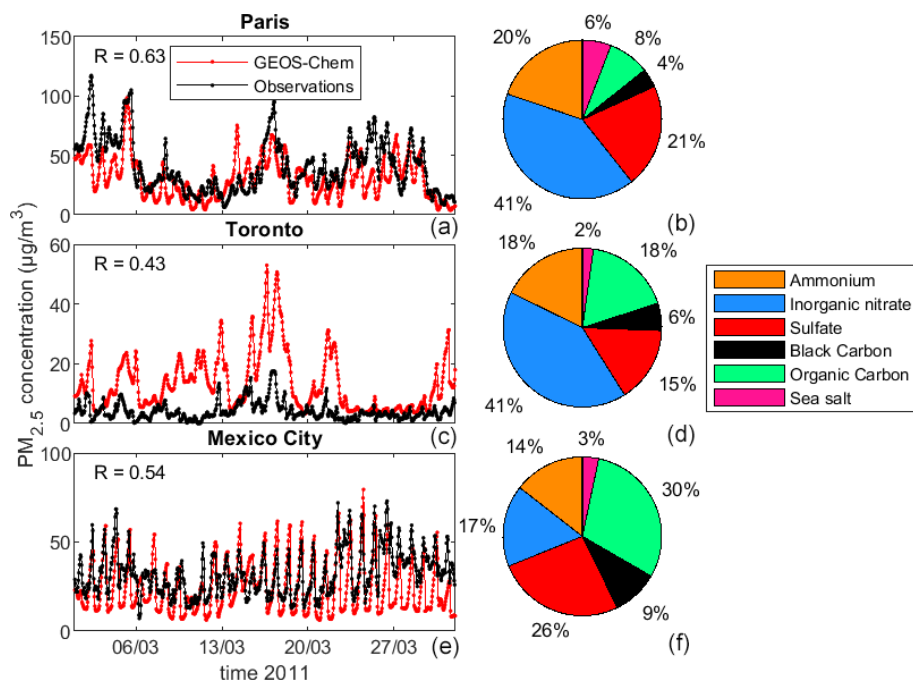 Paris
150
100
50
0
R = 0.63
GEOS-Chem
Observations
(a)
20%
6%
8%
4%
21%
41%
(b)
Toronto
60
40
20
0
R = 0.43
(c)
18%
2%
18%
6%
15%
41%
(d)
Ammonium
Inorganic nitrate
Sulfate
Black Carbon
Organic Carbon
Sea salt
PM2.5 concentration (µg/m³)
Mexico City
100
50
0
R = 0.54
(e)
06/03
13/03
20/03
27/03
time 2011
14%
3%
30%
17%
9%
26%
(f)